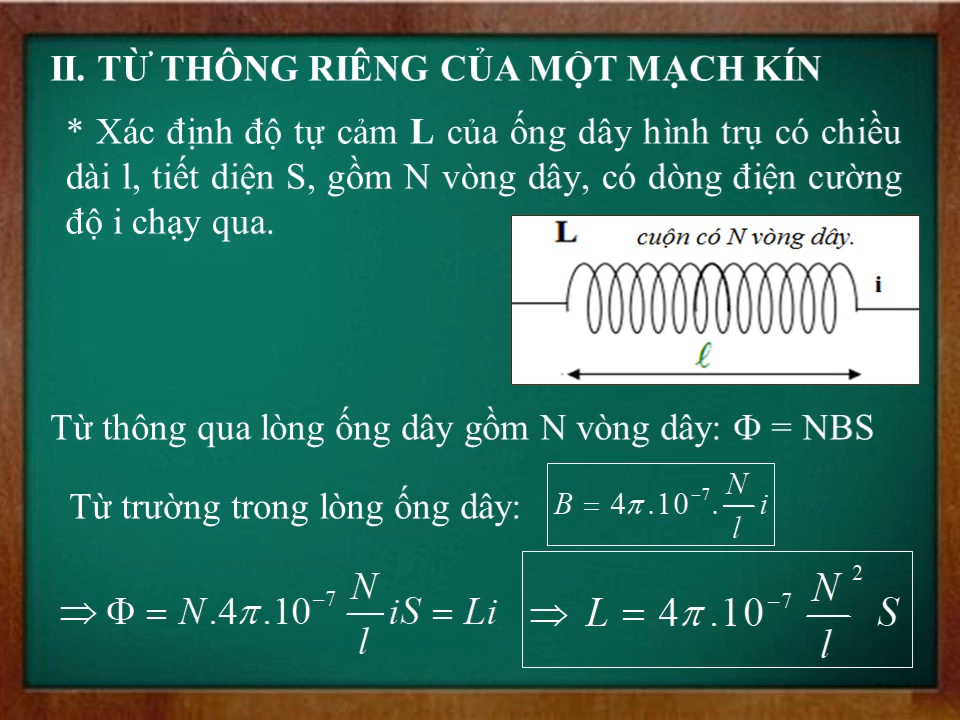 II. TỪ THÔNG RIÊNG CỦA MỘT MẠCH KÍN
* Xác định độ tự cảm L của ống dây hình trụ có chiều
dài l, tiết diện S, gồm N vòng dây, có dòng điện cường
độ i chạy qua.
L cuộn có N vòng dây.
i
ℓ
Từ thông qua lòng ống dây gồm N vòng dây: Φ = NBS
Từ trường trong lòng ống dây: B = 4π.10⁻⁷.N/l i
⇒ Φ = N.4π.10⁻⁷ N/l iS = Li ⇒ L = 4π.10⁻⁷ N²/l S